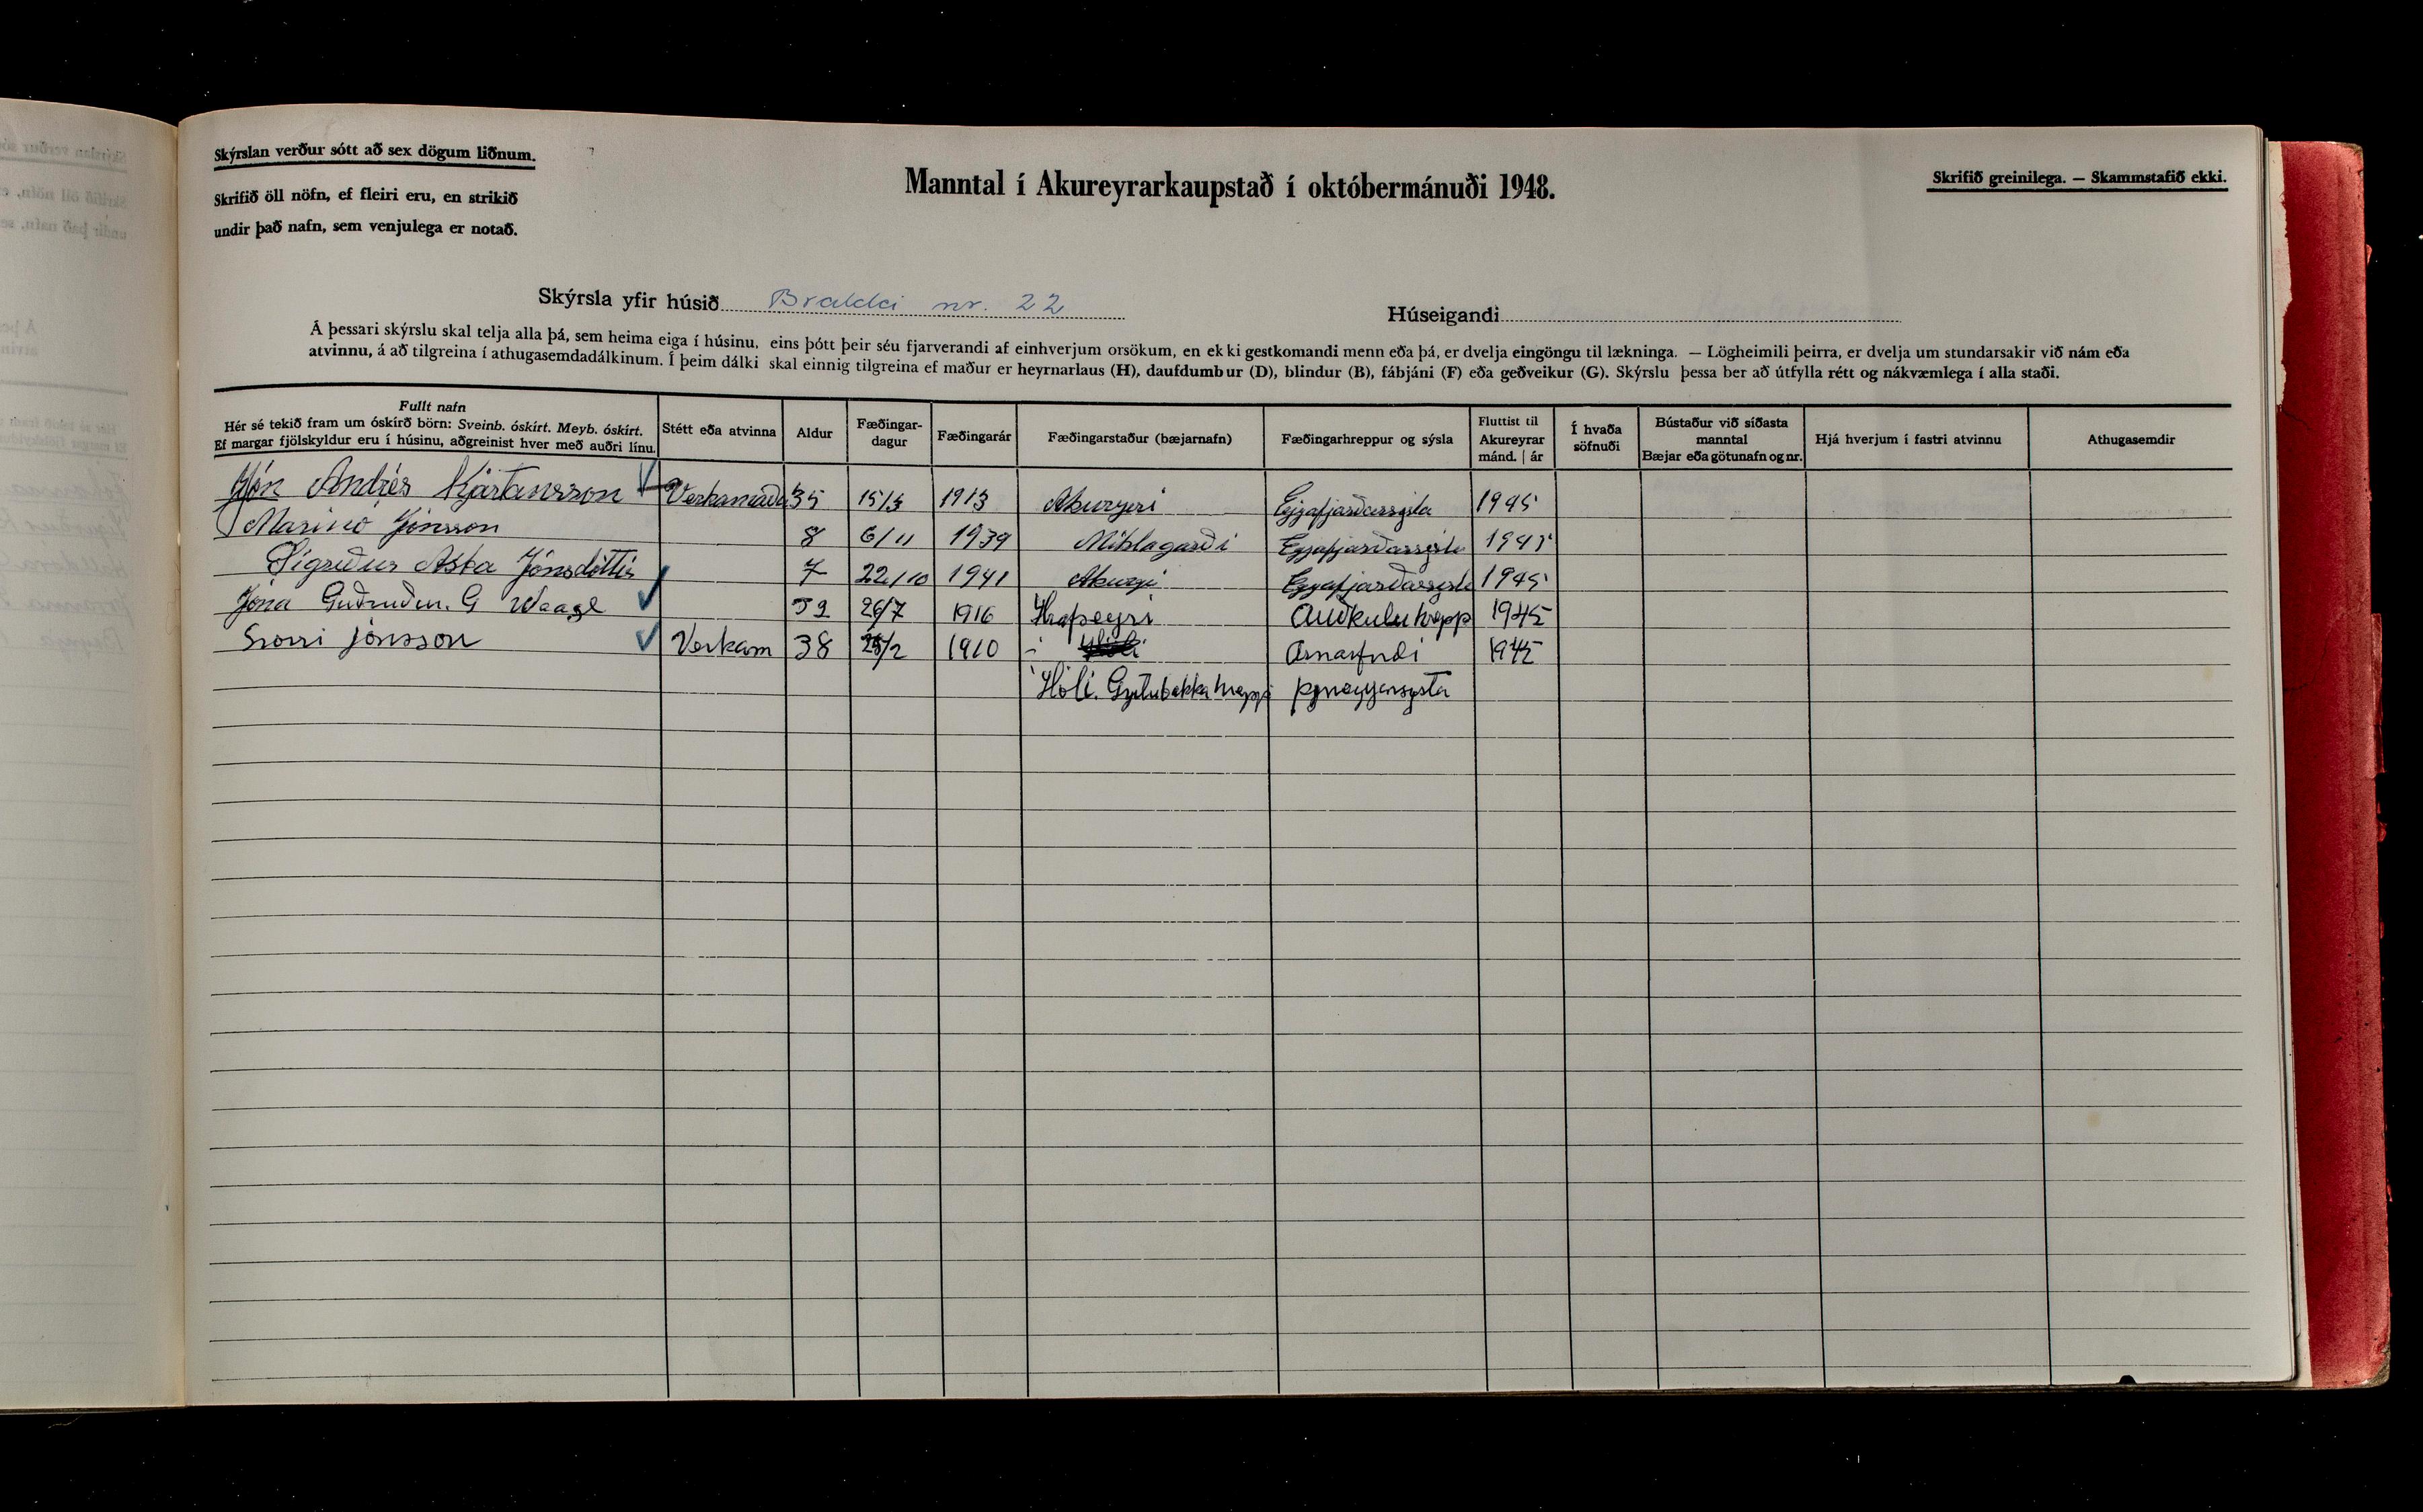 Skýrslan verður sótt að sex dögum liðnum.
Skrifið öll nöfn, ef fleiri eru, en strikið
undir það nafn, sem venjulega er notað.
Manntal í Akureyrarkaupstað í októbermánuði 1948.
Skrifið greinilega. — Skammstafið ekki.
Skýrsla yfir húsið nr. 22
Húseigandi
Á þessari skýrslu skal telja alla þá, sem heima eiga í húsinu, eins þótt þeir séu fjarverandi af einhverjum orsökum, en ekki gestkomandi menn eða þá, er dvelja eingöngu til lækninga. — Lögheimili þeirra, er dvelja um stundarsakir við nám eða
atvinnu, á að tilgreina í athugasemdadálkinum. Í þeim dálki skal einnig tilgreina ef maður er heyrnarlaus (H), daufdumbur (D), blindur (B), fábjáni (F) eða geðveikur (G). Skýrslu þessa ber að útfylla rétt og nákvæmlega í alla staði.
Fullt nafn
Hér sé tekið fram um óskírð börn: Sveinb. óskírt. Meyb. óskírt.
Ef margar fjölskyldur eru í húsinu, aðgreinist hver með auðri línu.
Stétt eða atvinna
Aldur
Fæðingar-
dagur
Fæðingarár
Fæðingarstaður (bæjarnafn)
Fæðingarhreppur og sýsla
Fluttist til
Akureyrar
mánd. | ár
Í hvaða
söfnuði
Bústaður við síðasta
manntal
Bæjar eða götunafn og nr.
Hjá hverjum í fastri atvinnu
Athugasemdir
Jón Andrés Kjartansson 35 15/3 1913 Akureyri Eyjafjarðarsýsla 1945
Marinó Jónsson 8 6/11 1939 Miklagarði Eyjafjarðarsýsla 1945
Sigríður Asta Jónsdóttir 7 22/10 1941 Eyjafjarðarsýsla 1945
Jóna G Waage 26/7 1916 Hrafseyri Auðkuluhrepp 1945
Snorri jónsson Verkam 38 1910 í Arnarfirði 1945
Hóli. Grýtubakkahreppi